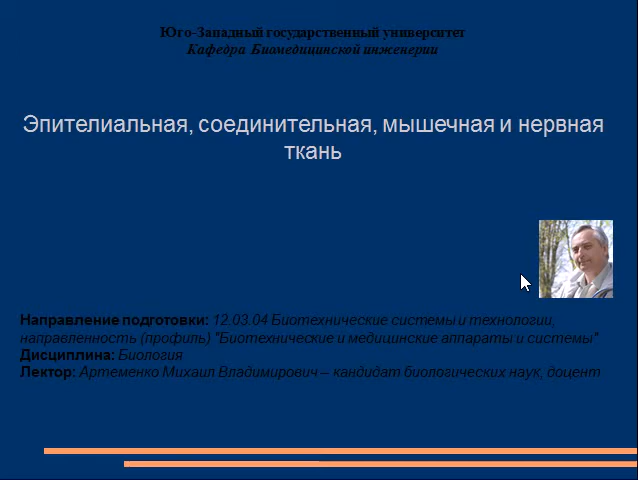 Юго-Западный государственный университет
Кафедра Биомедицинской инженерии
Эпителиальная, соединительная, мышечная и нервная
ткань
Направление подготовки: 12.03.04 Биотехнические системы и технологии,
направленность (профиль) "Биотехнические и медицинские аппараты и системы"
Дисциплина: Биология
Лектор: Артеменко Михаил Владимирович – кандидат биологических наук, доцент